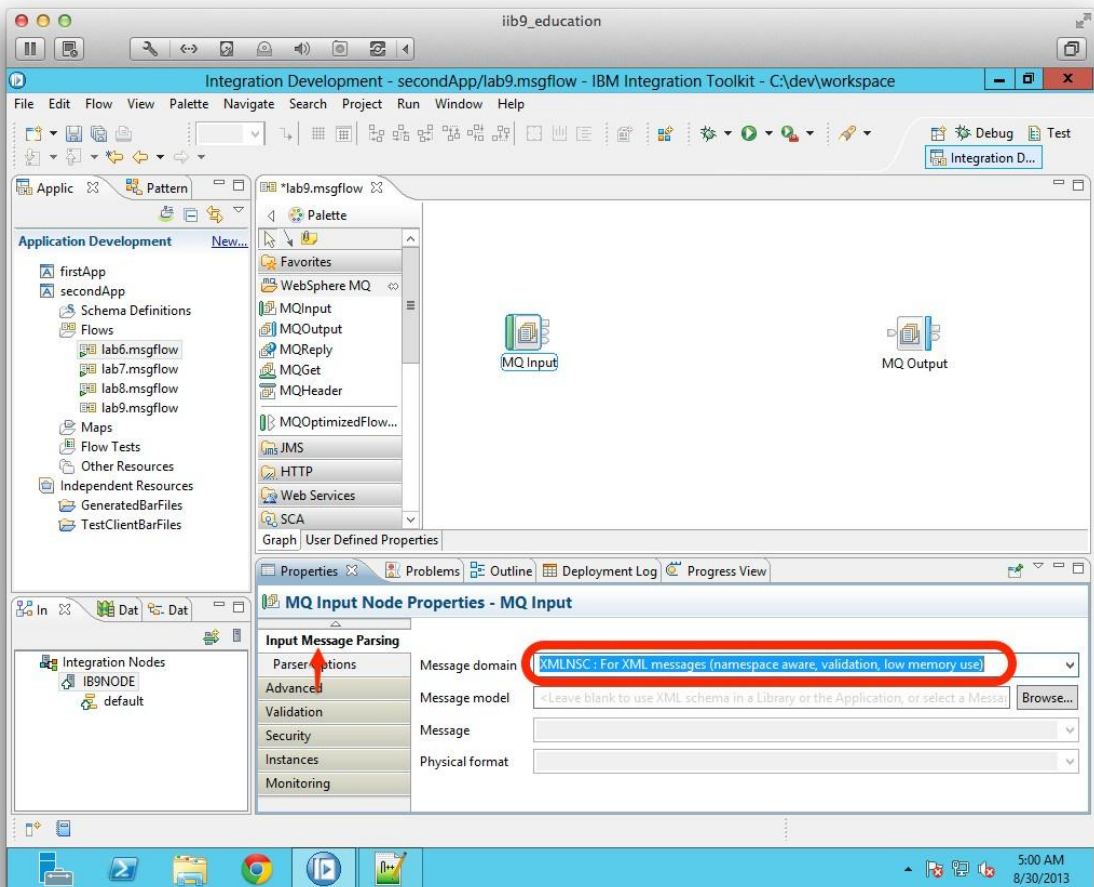 iib9_education
Integration Development - secondApp/lab9.msgflow - IBM Integration Toolkit - C:\dev\workspace
File Edit Flow View Palette Navigate Search Project Run Window Help
Debug Test
Integration D...
Applic Pattern
Application Development New...
firstApp
secondApp
Schema Definitions
Flows
lab6.msgflow
lab7.msgflow
lab8.msgflow
lab9.msgflow
Maps
Flow Tests
Other Resources
Independent Resources
GeneratedBarFiles
TestClientBarFiles
*lab9.msgflow
Palette
Favorites
WebSphere MQ
MQInput
MQOutput
MQReply
MQGet
MQHeader
MQOptimizedFlow...
JMS
HTTP
Web Services
SCA
MQ Input
MQ Output
Graph User Defined Properties
In Dat Dat
Integration Nodes
IB9NODE
default
Properties Problems Outline Deployment Log Progress View
MQ Input Node Properties - MQ Input
Input Message Parsing
Parser Options
Advanced
Validation
Security
Instances
Monitoring
Message domain XMLNSC : For XML messages (namespace aware, validation, low memory use)
Message model <Leave blank to use XML schema in a Library or the Application, or select a Messa Browse...
Message
Physical format
5:00 AM
8/30/2013